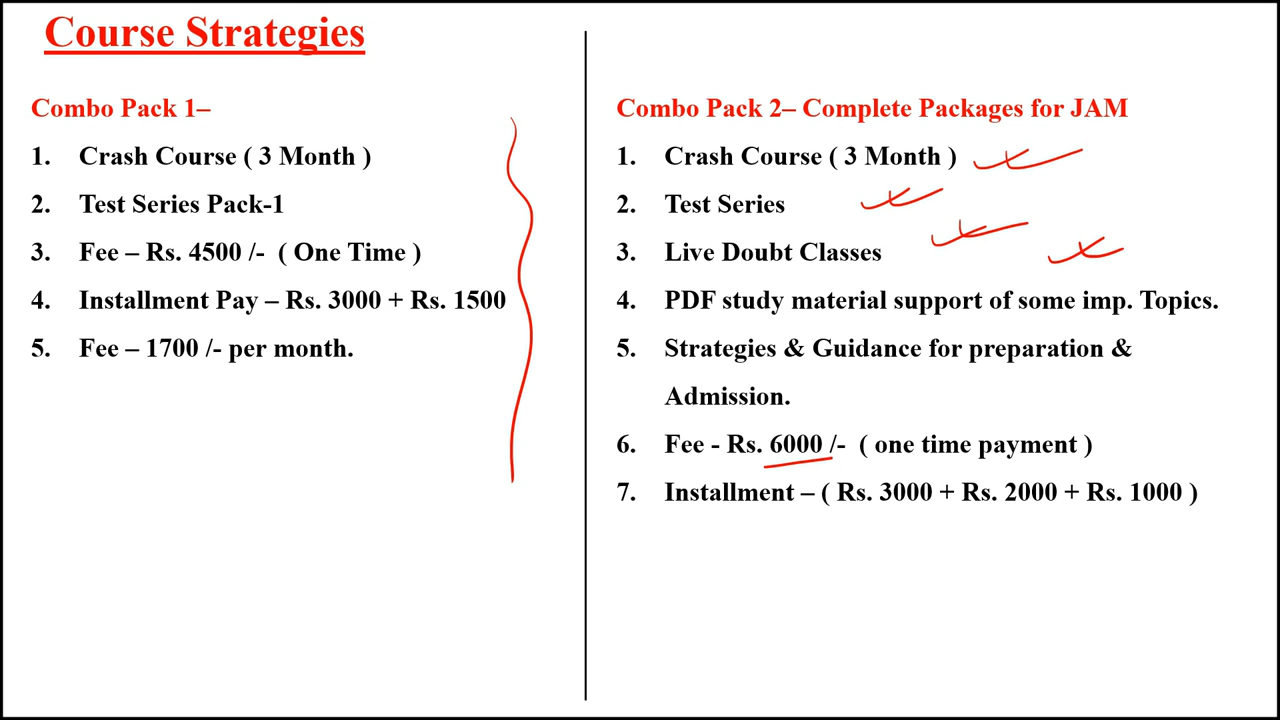 Course Strategies
Combo Pack 1–
1. Crash Course ( 3 Month )
2. Test Series Pack-1
3. Fee – Rs. 4500 /- ( One Time )
4. Installment Pay – Rs. 3000 + Rs. 1500
5. Fee – 1700 /- per month.
Combo Pack 2– Complete Packages for JAM
1. Crash Course ( 3 Month )
2. Test Series
3. Live Doubt Classes
4. PDF study material support of some imp. Topics.
5. Strategies & Guidance for preparation &
Admission.
6. Fee - Rs. 6000 /- ( one time payment )
7. Installment – ( Rs. 3000 + Rs. 2000 + Rs. 1000 )